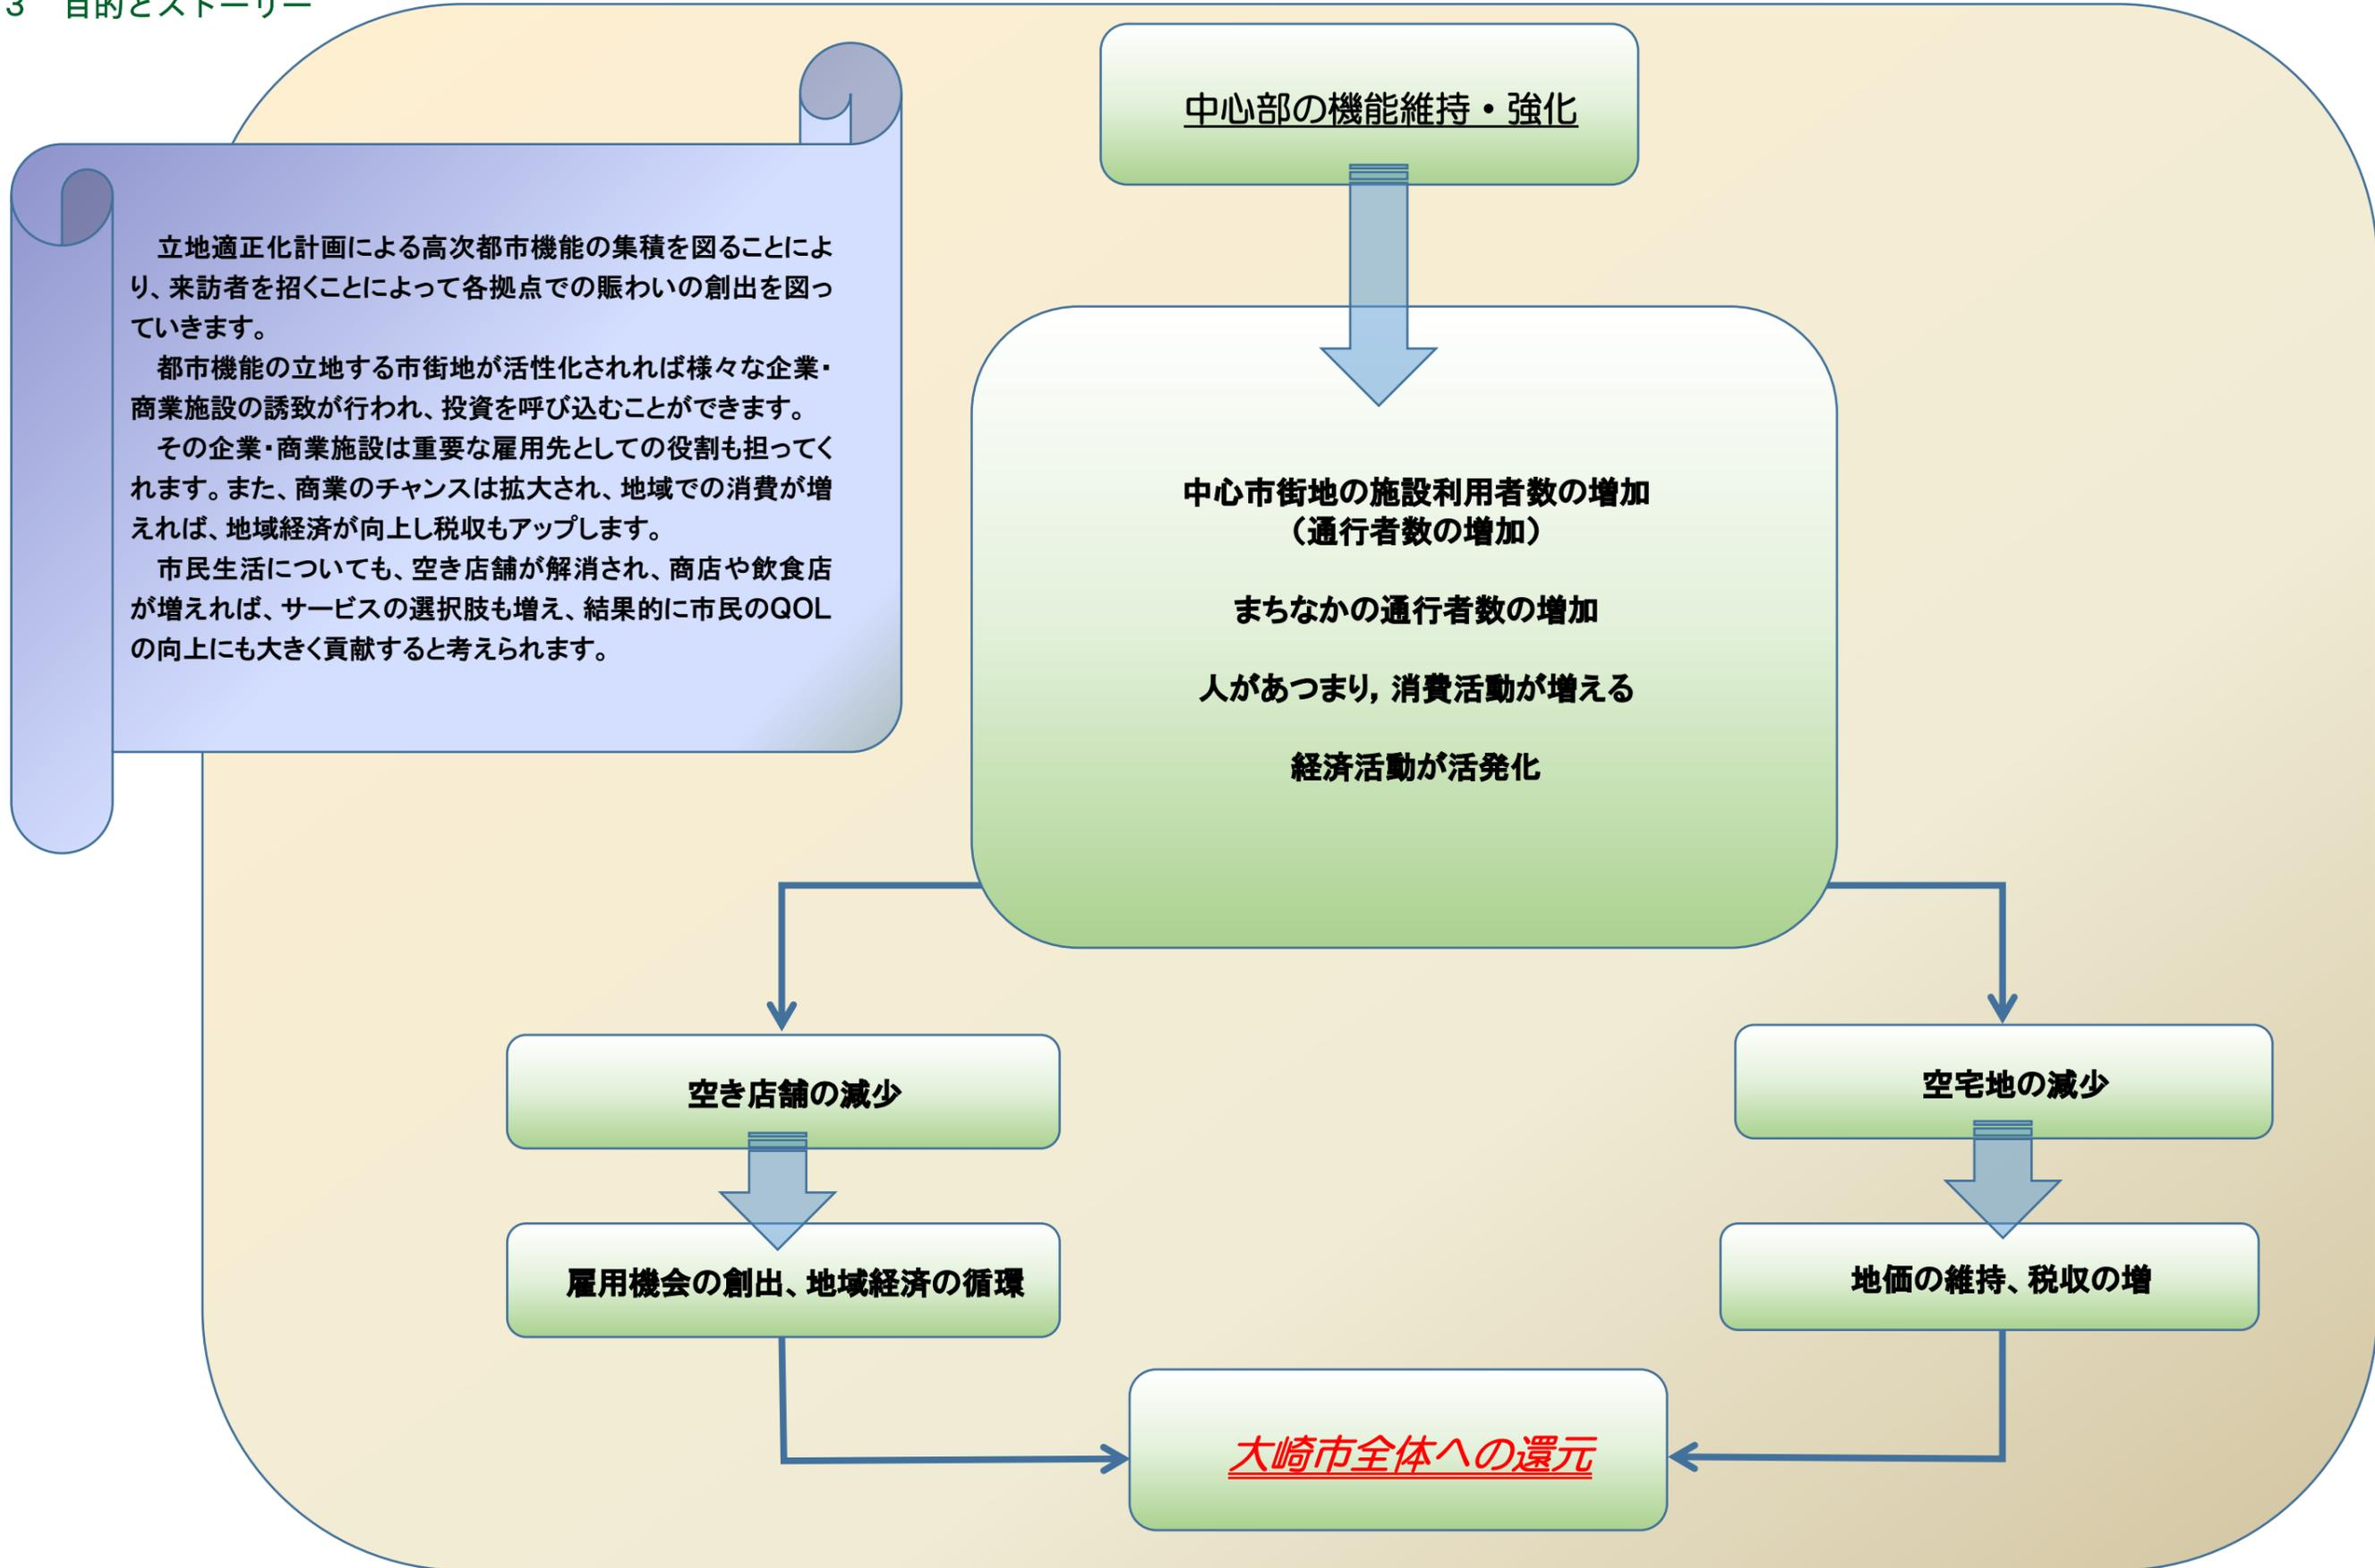 3　目的とストーリー
中心部の機能維持・強化
立地適正化計画による高次都市機能の集積を図ることによ
り、来訪者を招くことによって各拠点での賑わいの創出を図っ
ていきます。
都市機能の立地する市街地が活性化されれば様々な企業・
商業施設の誘致が行われ、投資を呼び込むことができます。
その企業・商業施設は重要な雇用先としての役割も担ってく
れます。また、商業のチャンスは拡大され、地域での消費が増
えれば、地域経済が向上し税収もアップします。
市民生活についても、空き店舗が解消され、商店や飲食店
が増えれば、サービスの選択肢も増え、結果的に市民のQOL
の向上にも大きく貢献すると考えられます。
中心市街地の施設利用者数の増加
（通行者数の増加）
まちなかの通行者数の増加
人があつまり，消費活動が増える
経済活動が活発化
空き店舗の減少
空宅地の減少
雇用機会の創出、地域経済の循環
地価の維持、税収の増
大崎市全体への還元